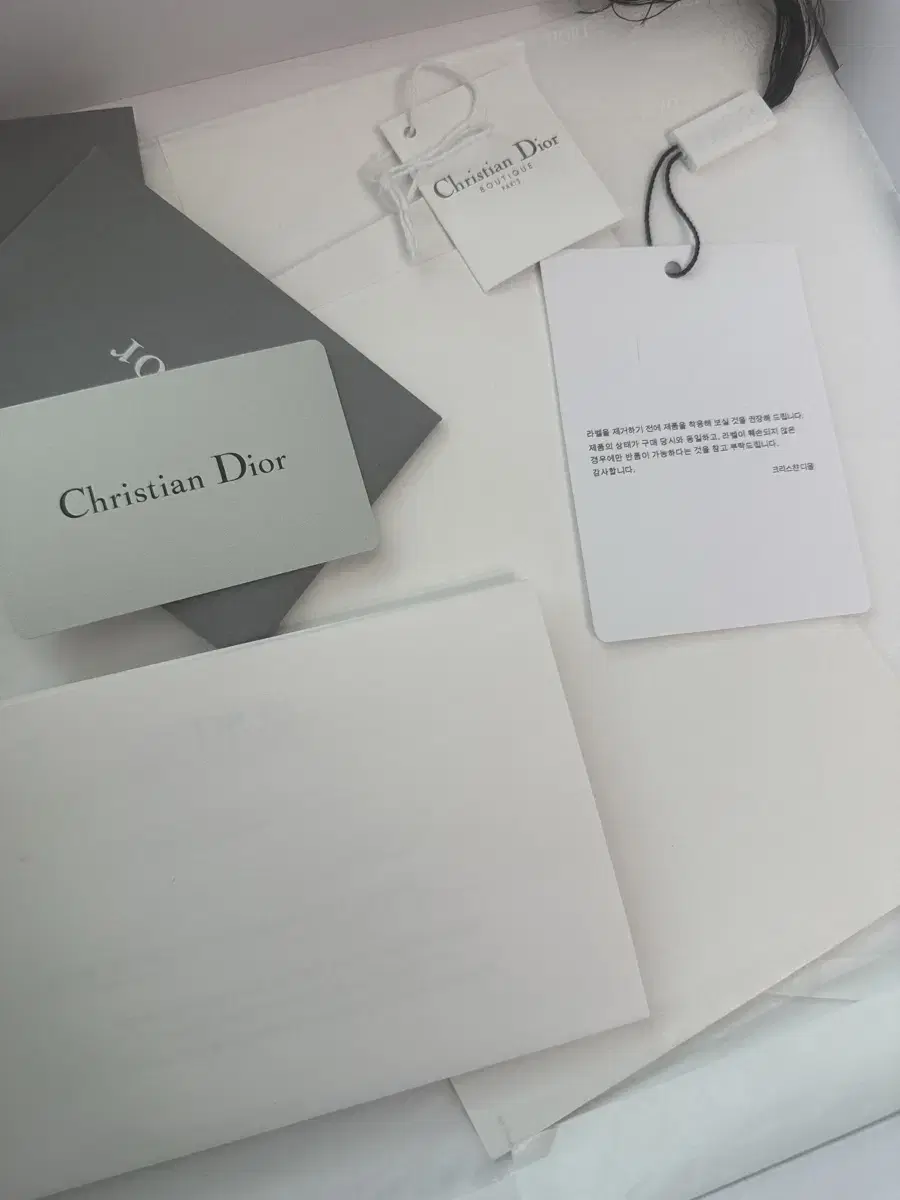 Christian Dior
BOUTIQUE
PARIS
or
Christian Dior
라벨을 제거하기 전에 제품을 착용해 보실 것을 권장해 드립니다.
제품의 상태가 구매 당시와 동일하고, 라벨이 훼손되지 않은
경우에만 반품이 가능하다는 것을 참고 부탁드립니다.
감사합니다.
크리스챤 디올